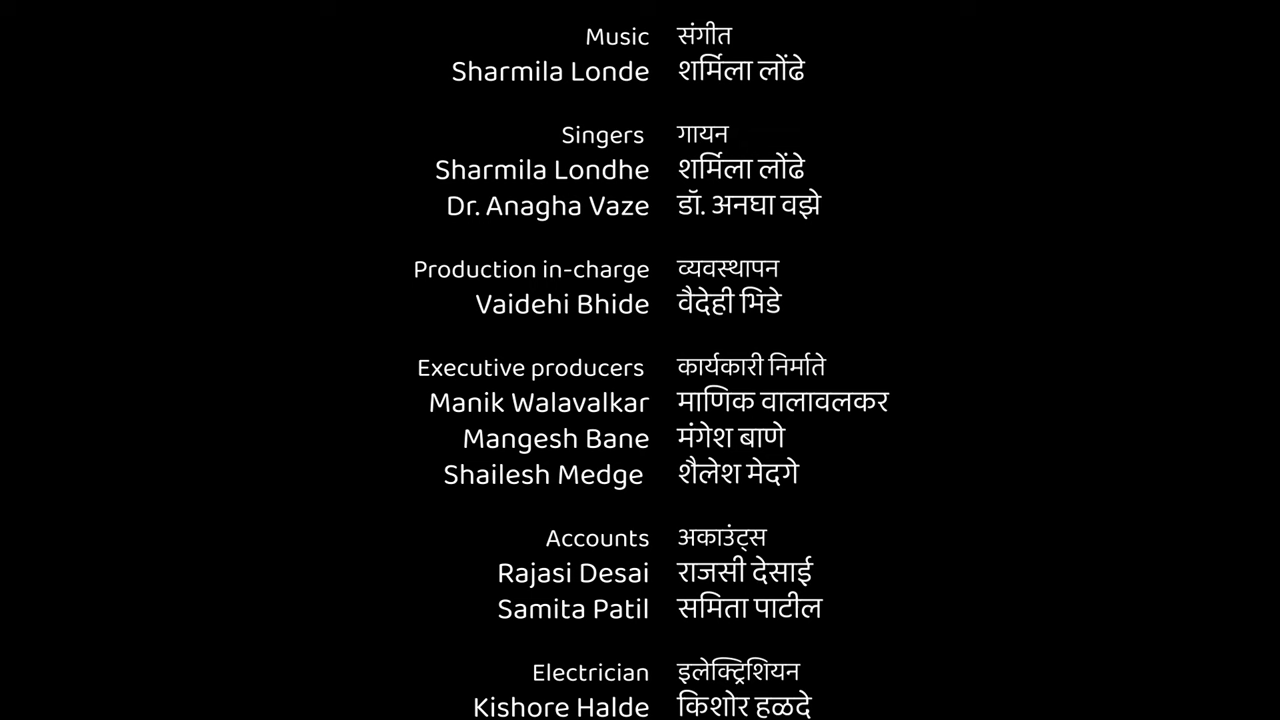 Music संगीत
Sharmila Londe शर्मिला लोंढे
Singers गायन
Sharmila Londhe शर्मिला लोंढे
Dr. Anagha Vaze डॉ. अनघा वझे
Production in-charge व्यवस्थापन
Vaidehi Bhide वैदेही भिडे
Executive producers कार्यकारी निर्माते
Manik Walavalkar माणिक वालावलकर
Mangesh Bane मंगेश बाणे
Shailesh Medge शैलेश मेदगे
Accounts अकाउंट्स
Rajasi Desai राजसी देसाई
Samita Patil समिता पाटील
Electrician इलेक्ट्रिशियन
Kishore Halde किशोर हळदे